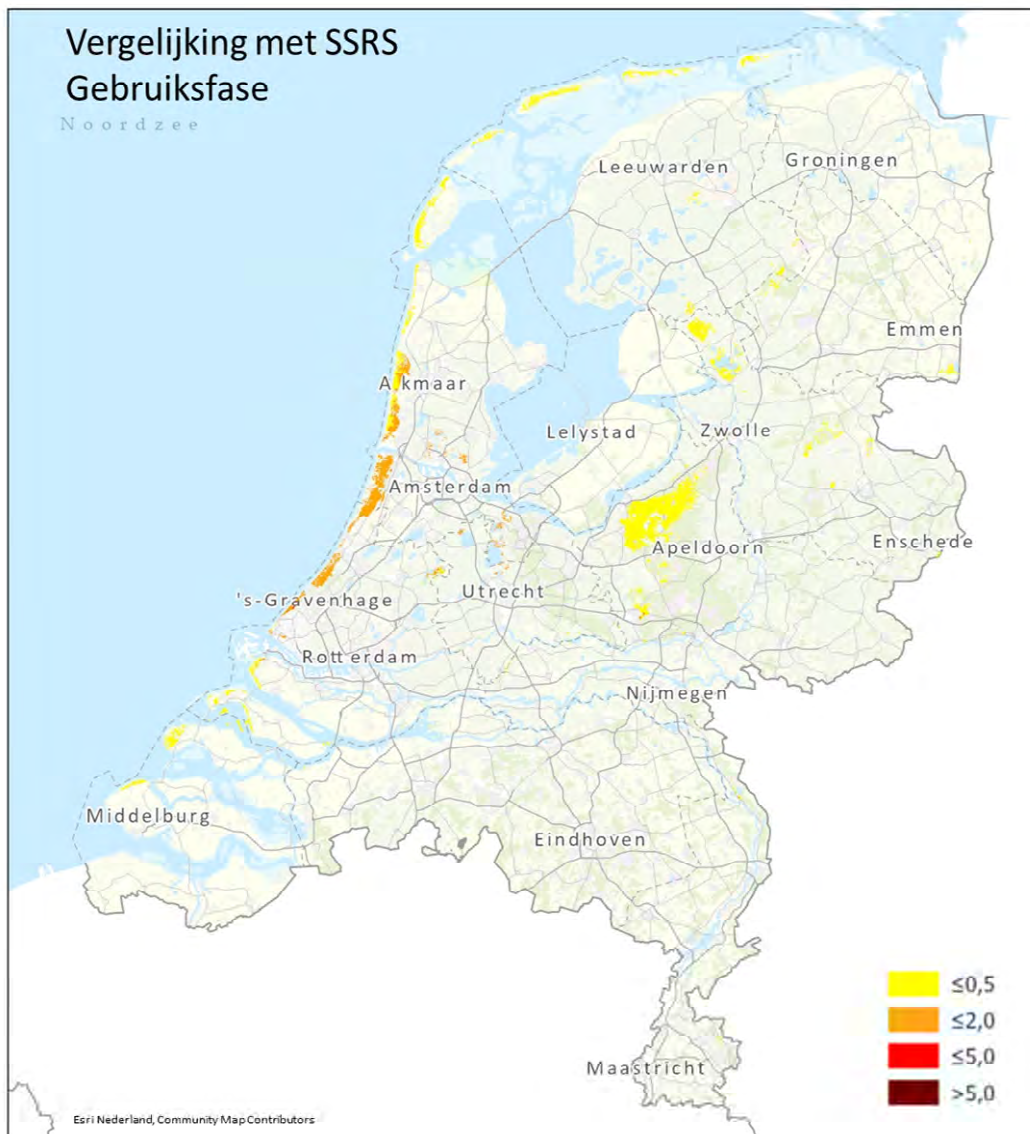 Vergelijking met SSRS
Gebruiksfase
Noordzee
Leeuwarden
Groningen
Emmen
Alkmaar
Lelystad
Zwolle
Amsterdam
Apeldoorn
Enschede
Utrecht
's-Gravenhage
Rotterdam
Nijmegen
Middelburg
Eindhoven
≤0,5
≤2,0
≤5,0
>5,0
Maastricht
Esri Nederland, Community Map Contributors